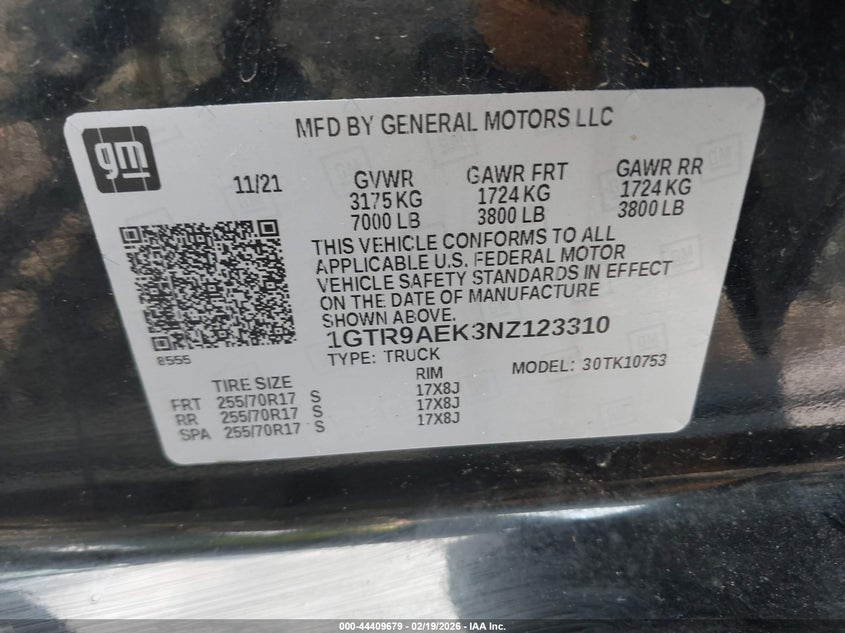 gm
MFD BY GENERAL MOTORS LLC
11/21
GVWR
3175 KG
7000 LB
GAWR FRT
1724 KG
3800 LB
GAWR RR
1724 KG
3800 LB
THIS VEHICLE CONFORMS TO ALL
APPLICABLE U.S. FEDERAL MOTOR
VEHICLE SAFETY STANDARDS IN EFFECT
ON THE DATE OF MANUFACTURE
SHOWN ABOVE.
8555
1GTR9AEK3NZ123310
TYPE: TRUCK
MODEL: 30TK10753
TIRE SIZE RIM
FRT 255/70R17 S 17X8J
RR 255/70R17 S 17X8J
SPA 255/70R17 S 17X8J
000-44409679 - 02/19/2026 - IAA Inc.